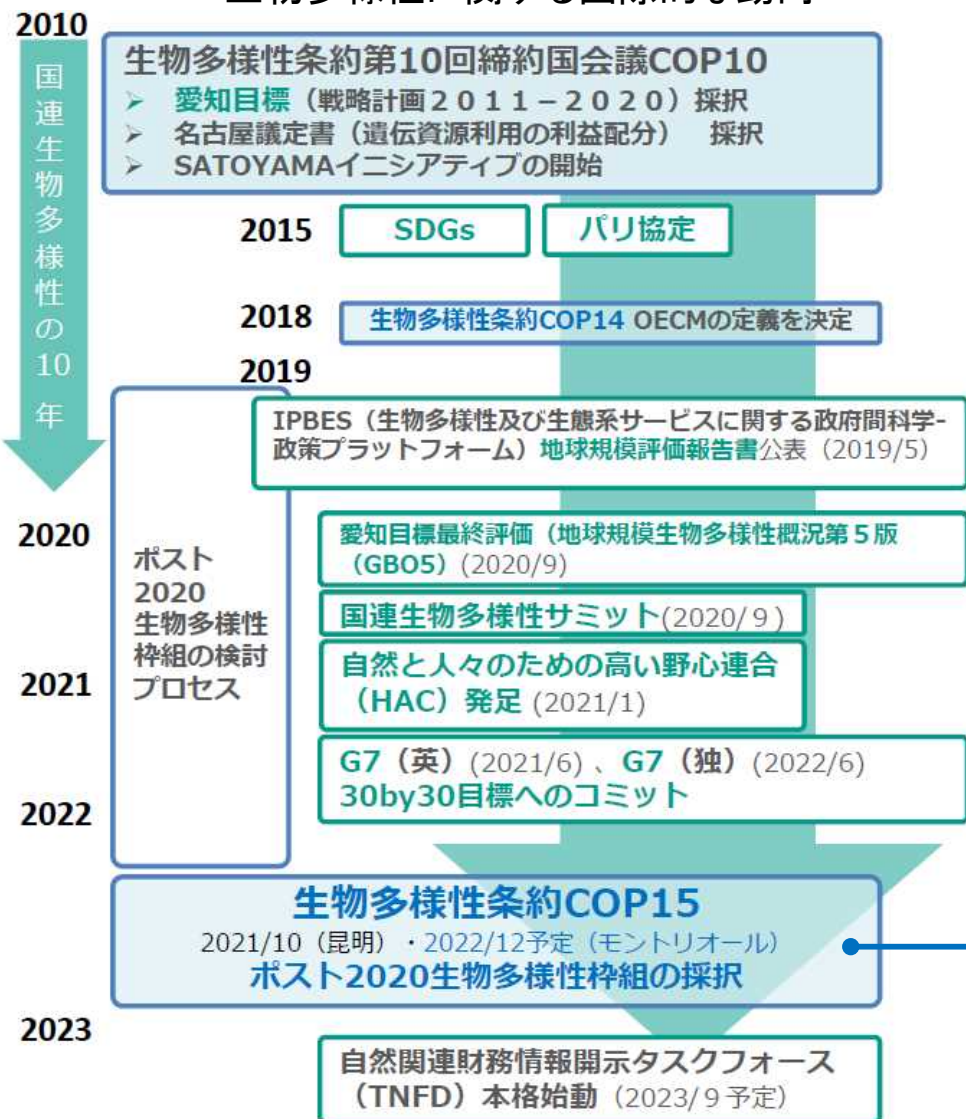 2010
国連生物多様性の10年
生物多様性条約第10回締約国会議COP10
➢ 愛知目標（戦略計画２０１１－２０２０）採択
➢ 名古屋議定書（遺伝資源利用の利益配分）　採択
➢ SATOYAMAイニシアティブの開始
2015
SDGs
パリ協定
2018
生物多様性条約COP14 OECMの定義を決定
2019
IPBES（生物多様性及び生態系サービスに関する政府間科学-
政策プラットフォーム）地球規模評価報告書公表（2019/5）
2020
ポスト
2020
生物多様性
枠組の検討
プロセス
愛知目標最終評価（地球規模生物多様性概況第５版
（GBO5）(2020/9)
国連生物多様性サミット(2020/９)
2021
自然と人々のための高い野心連合
（HAC）発足 (2021/1)
G7（英）(2021/6) 、G7（独）(2022/6)
30by30目標へのコミット
2022
生物多様性条約COP15
2021/10（昆明）・2022/12予定（モントリオール）
ポスト2020生物多様性枠組の採択
2023
自然関連財務情報開示タスクフォース
（TNFD）本格始動（2023/９予定）